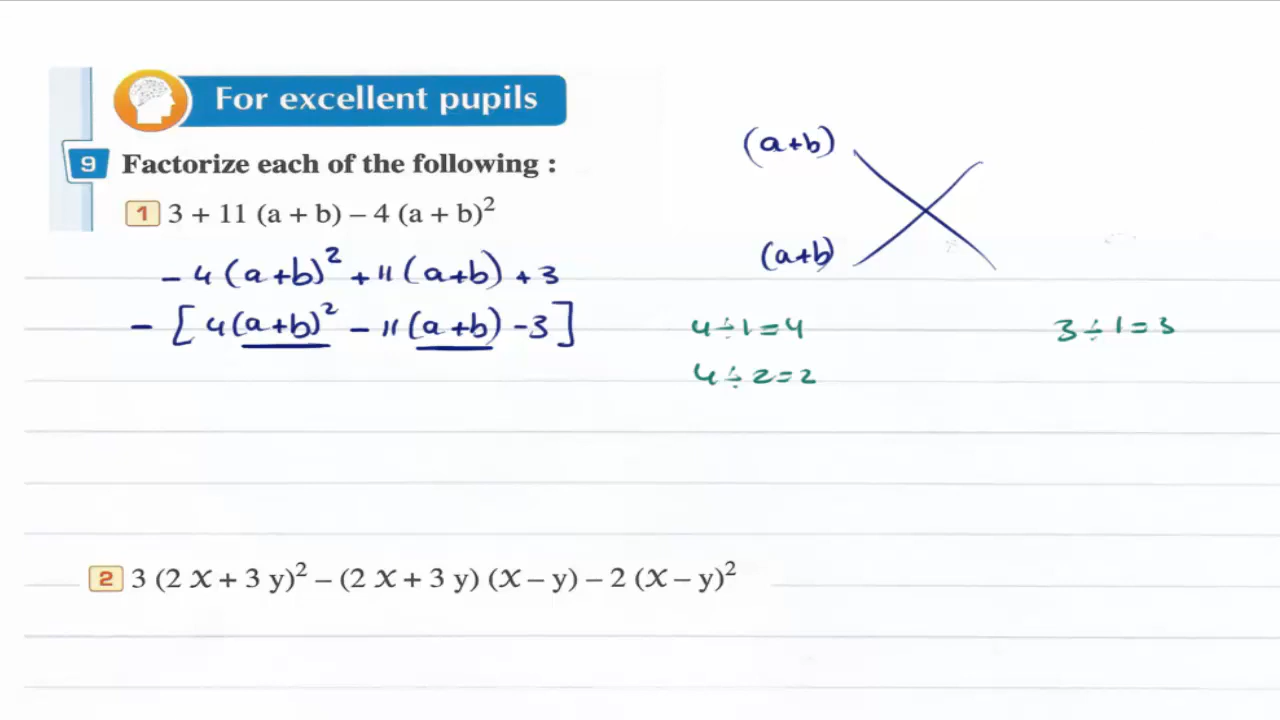 For excellent pupils
9 Factorize each of the following :
1 3 + 11 (a + b) – 4 (a + b)²
- 4(a+b)² + 11(a+b) + 3
- [4(a+b)² - 11(a+b) - 3]
(a+b)
(a+b)
4÷1=4
4÷2=2
3÷1=3
2 3 (2 x + 3 y)² – (2 x + 3 y) (x – y) – 2 (x – y)²